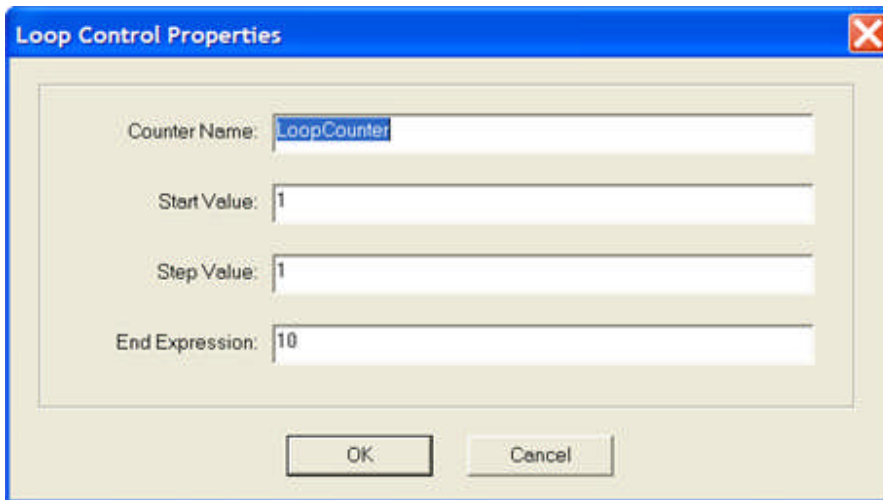 Loop Control Properties
Counter Name: LoopCounter
Start Value: 1
Step Value: 1
End Expression: 10
OK Cancel